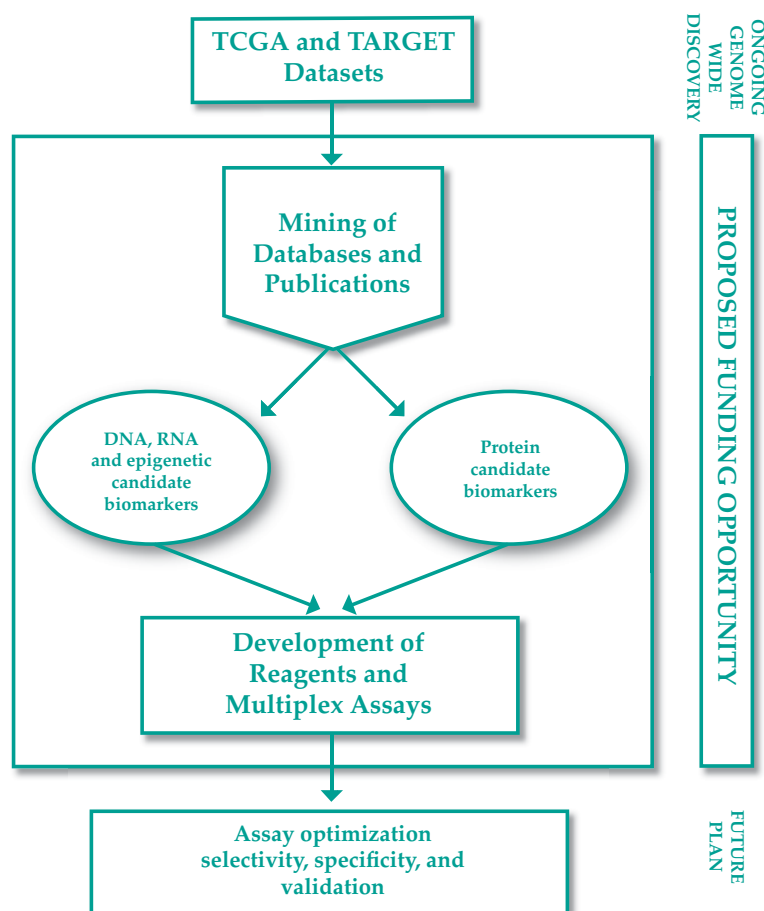 TCGA and TARGET
Datasets
ONGOING
GENOME
WIDE
DISCOVERY
Mining of
Databases and
Publications
PROPOSED FUNDING OPPORTUNITY
DNA, RNA
and epigenetic
candidate
biomarkers
Protein
candidate
biomarkers
Development of
Reagents and
Multiplex Assays
Assay optimization
selectivity, specificity, and
validation
FUTURE
PLAN